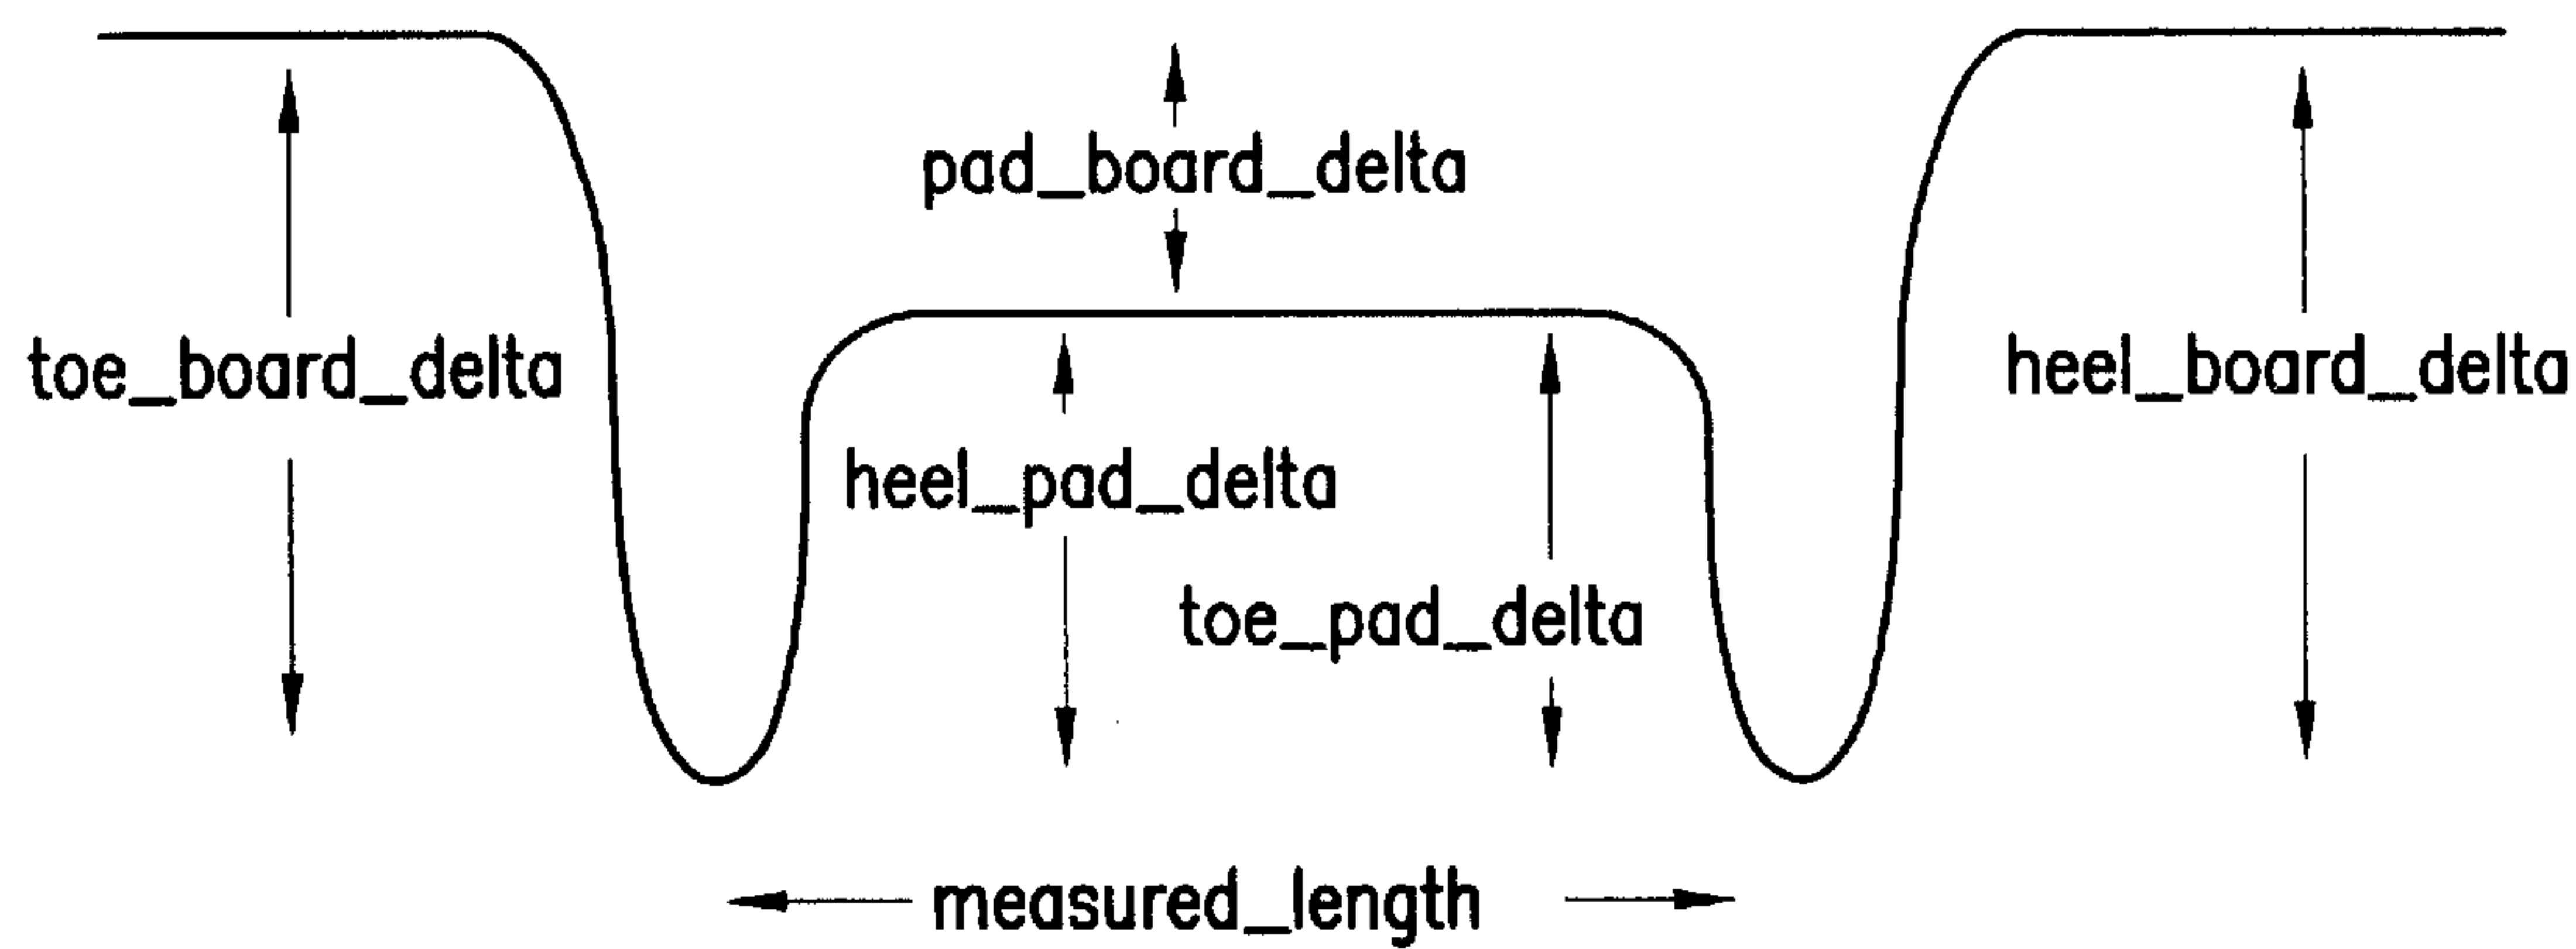 pad_board_delta
toe_board_delta
heel_board_delta
heel_pad_delta
toe_pad_delta
measured_length